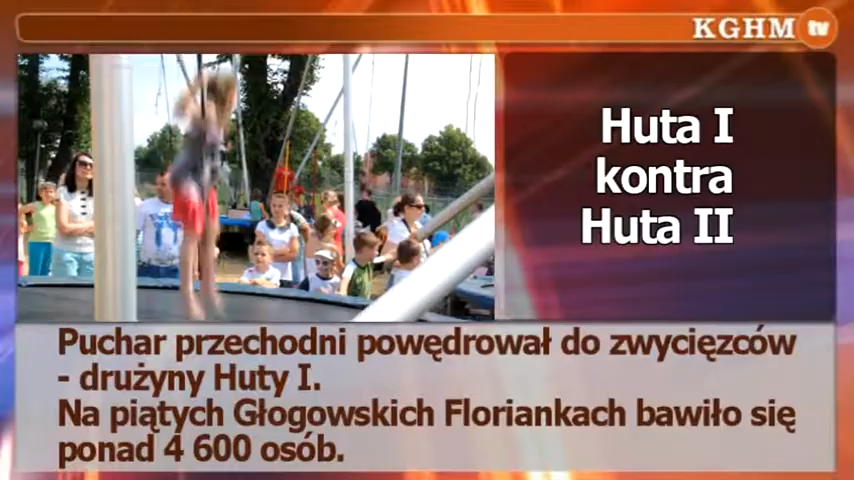 KGHM tv
Huta I
kontra
Huta II
Puchar przechodni powędrował do zwycięzców
- drużyny Huty I.
Na piątych Głogowskich Floriankach bawiło się
ponad 4 600 osób.